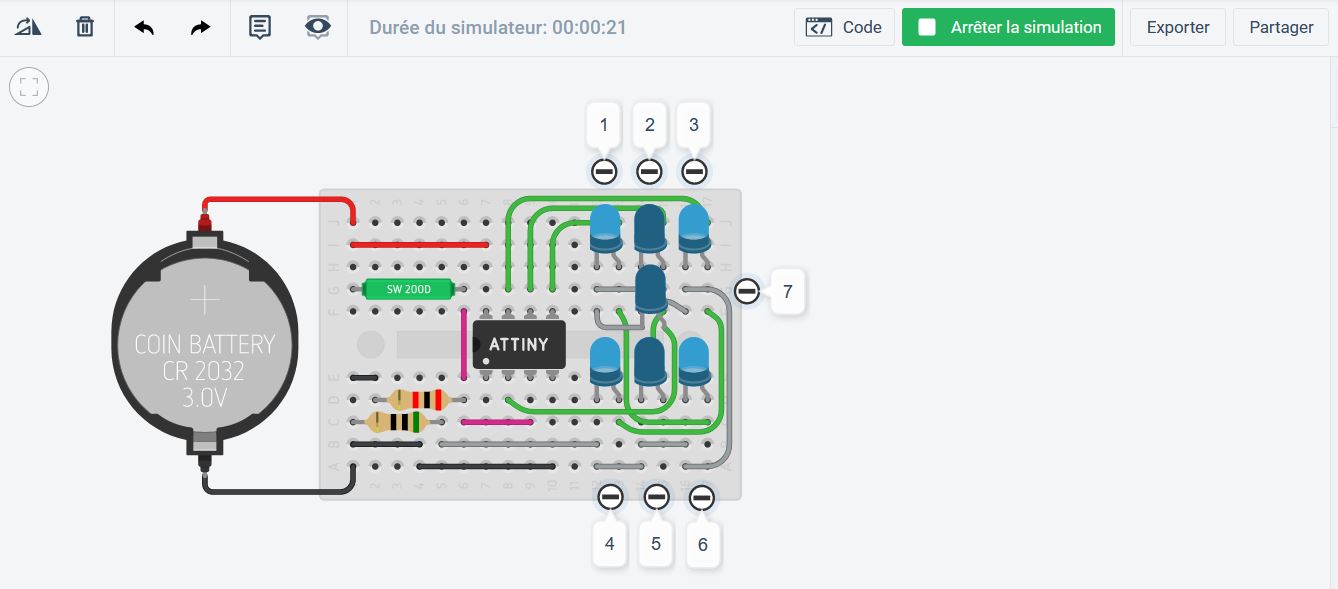 Durée du simulateur: 00:00:21
Code
Arrêter la simulation
Exporter
Partager
1 2 3
SW 200D
7
ATTINY
COIN BATTERY
CR 2032
3.0V
4 5 6